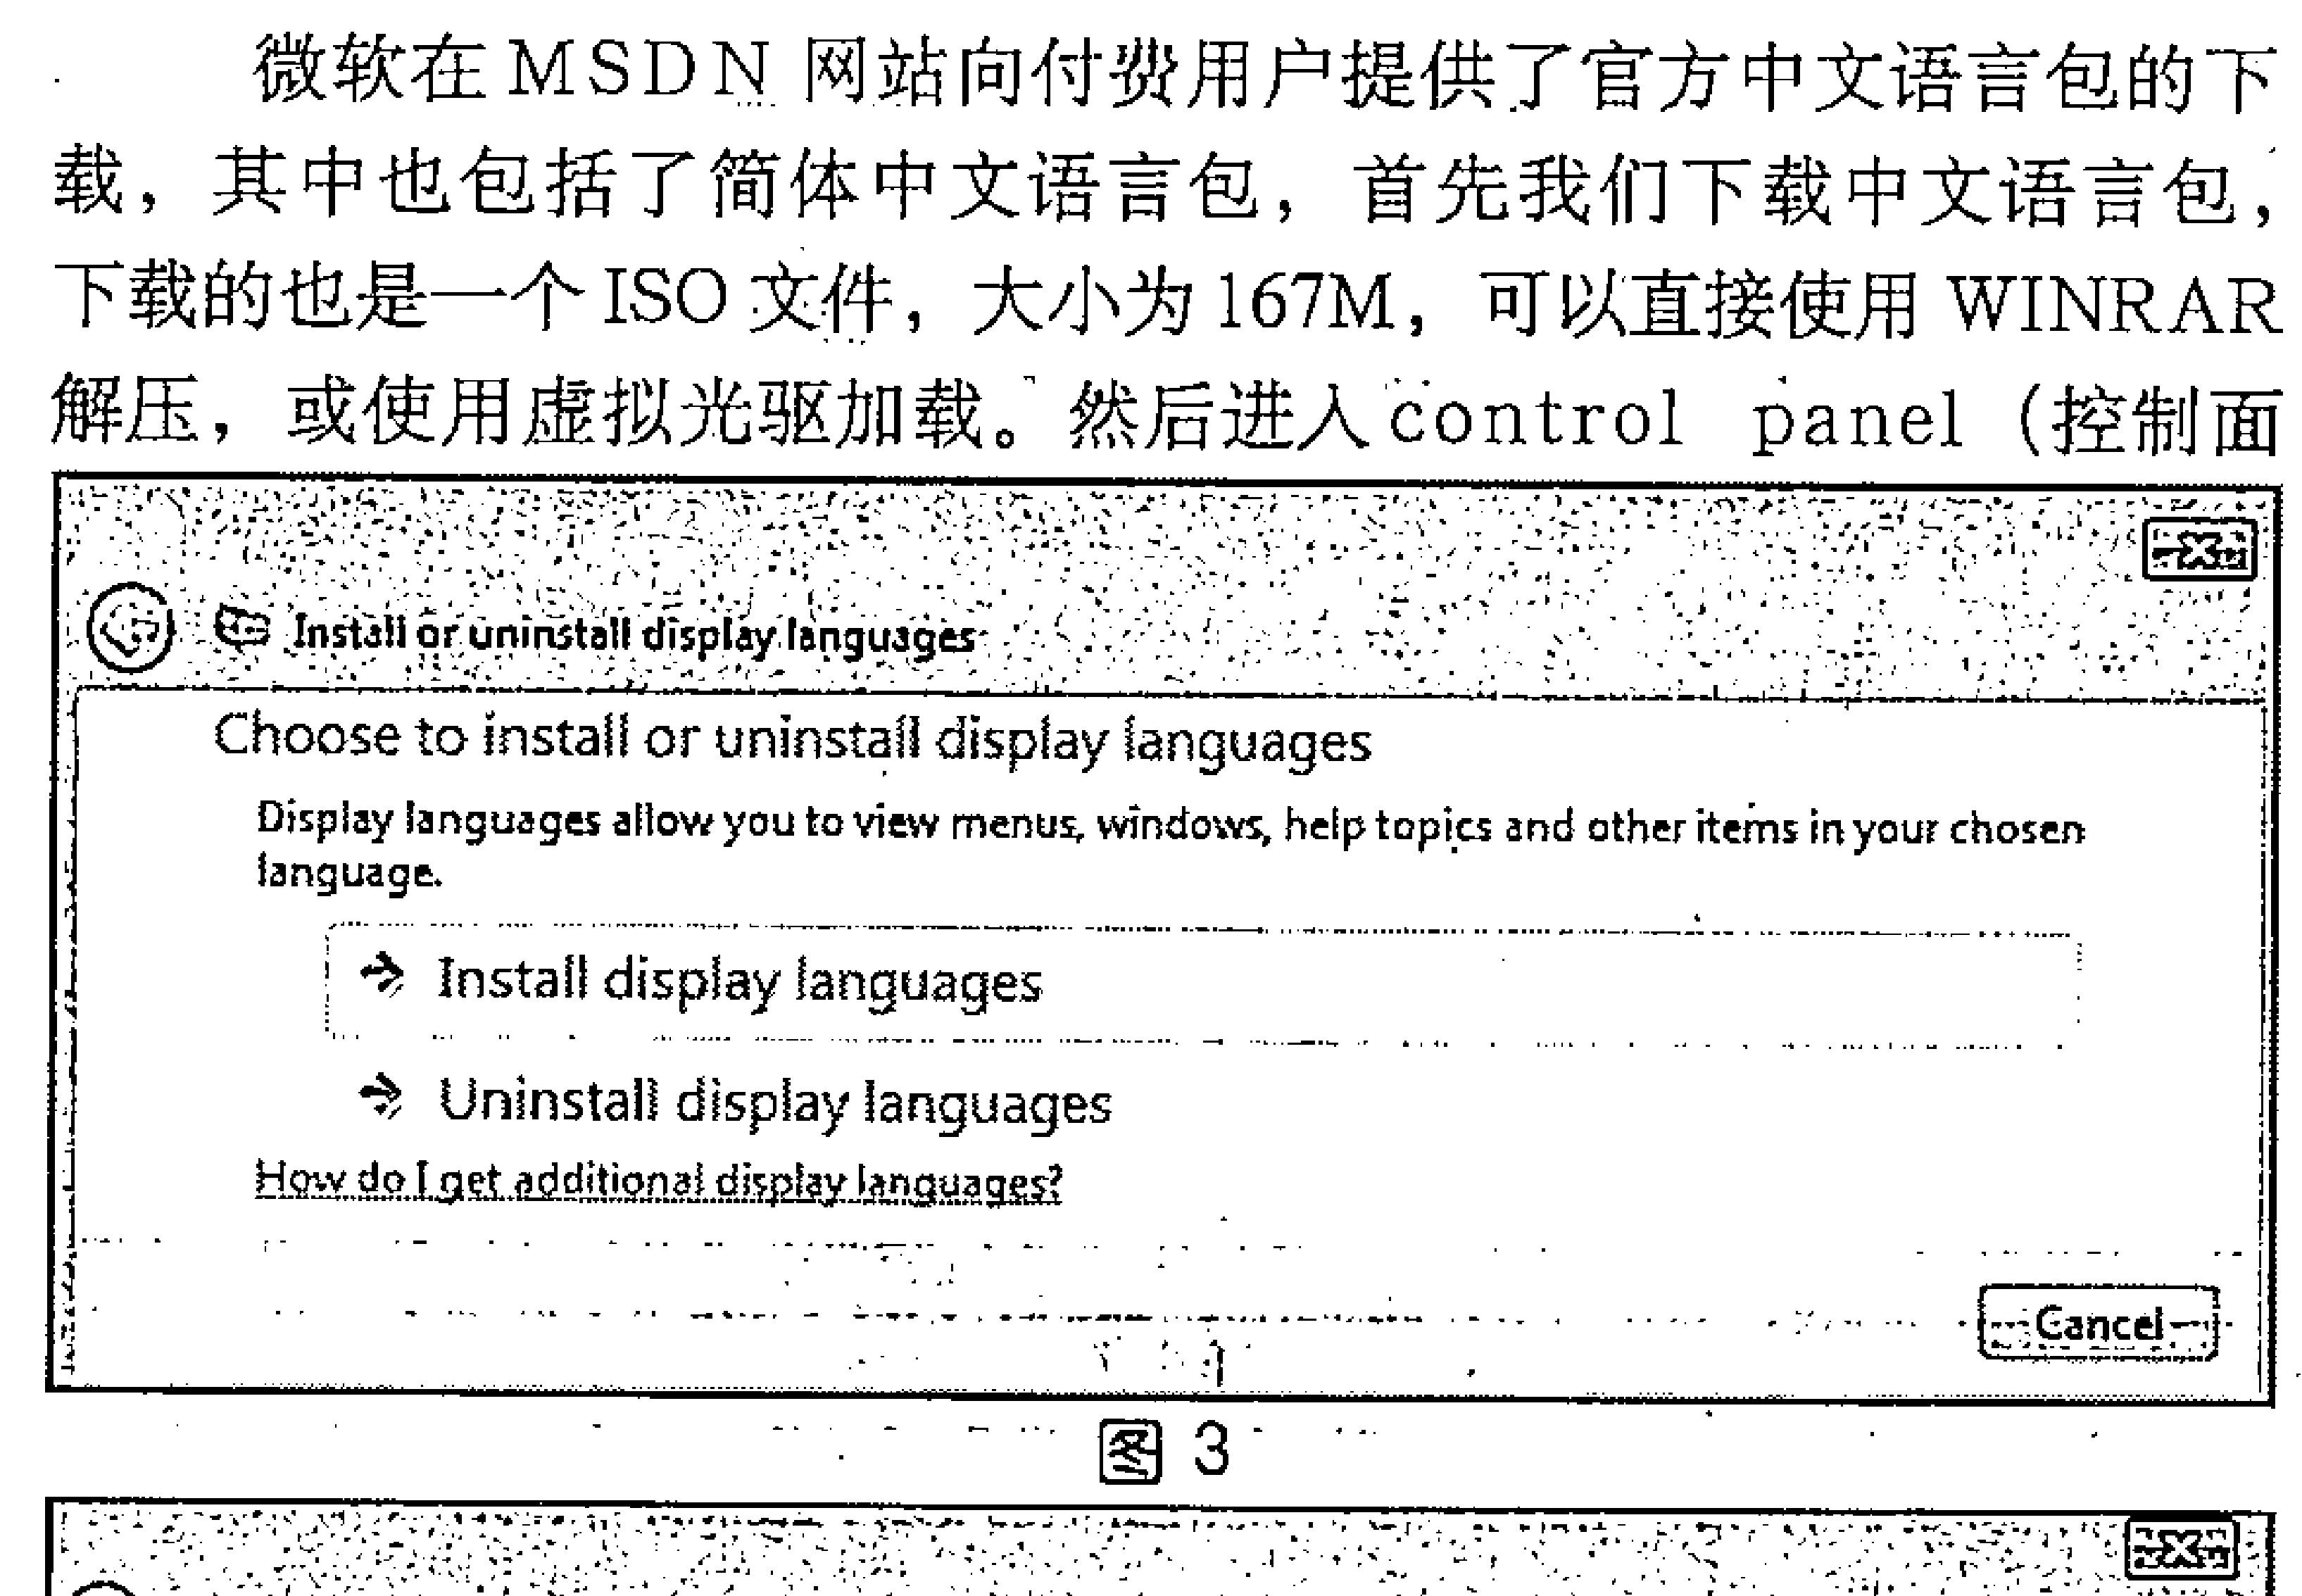 微软在MSDN网站向付费用户提供了官方中文语言包的下
载，其中也包括了简体中文语言包，首先我们下载中文语言包，
下载的也是一个ISO文件，大小为167M，可以直接使用WINRAR
解压，或使用虚拟光驱加载。然后进入control panel（控制面
Install or uninstall display languages
Choose to install or uninstall display languages
Display languages allow you to view menus, windows, help topics and other items in your chosen
language.
Install display languages
Uninstall display languages
How do I get additional display languages?
Cancel
图 3